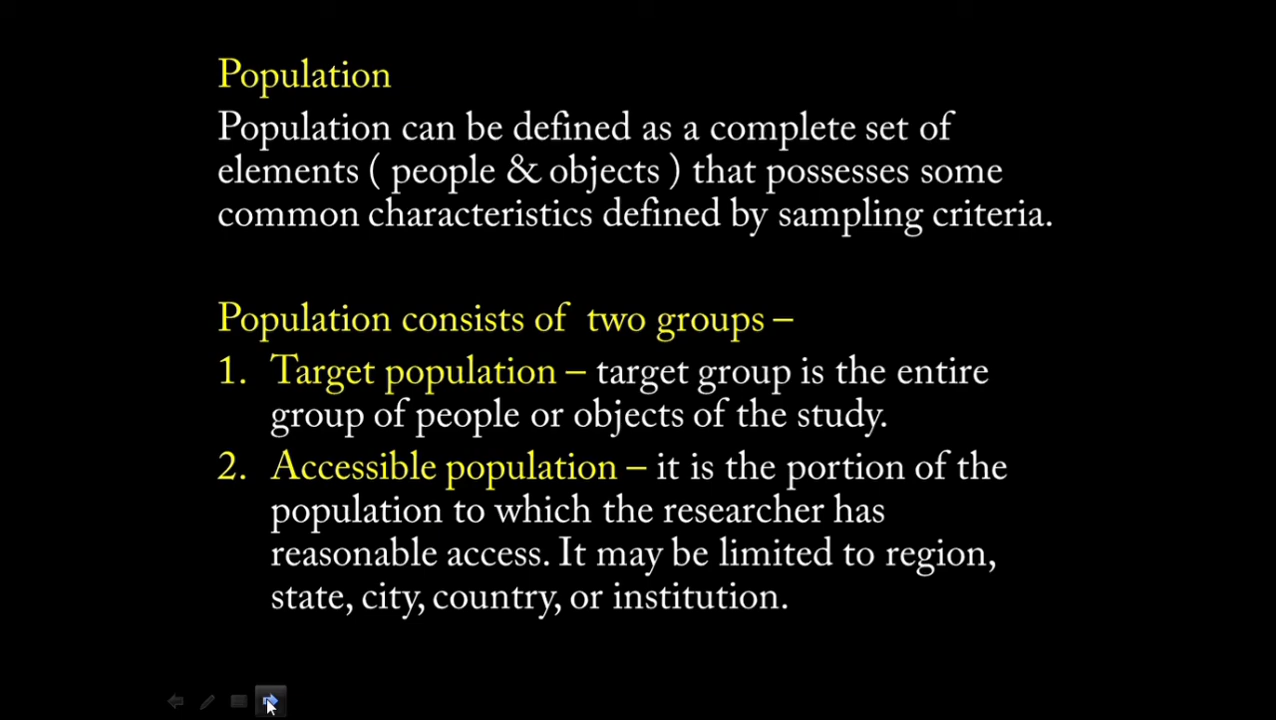 Population
Population can be defined as a complete set of
elements ( people & objects ) that possesses some
common characteristics defined by sampling criteria.
Population consists of two groups –
1. Target population – target group is the entire
group of people or objects of the study.
2. Accessible population – it is the portion of the
population to which the researcher has
reasonable access. It may be limited to region,
state, city, country, or institution.